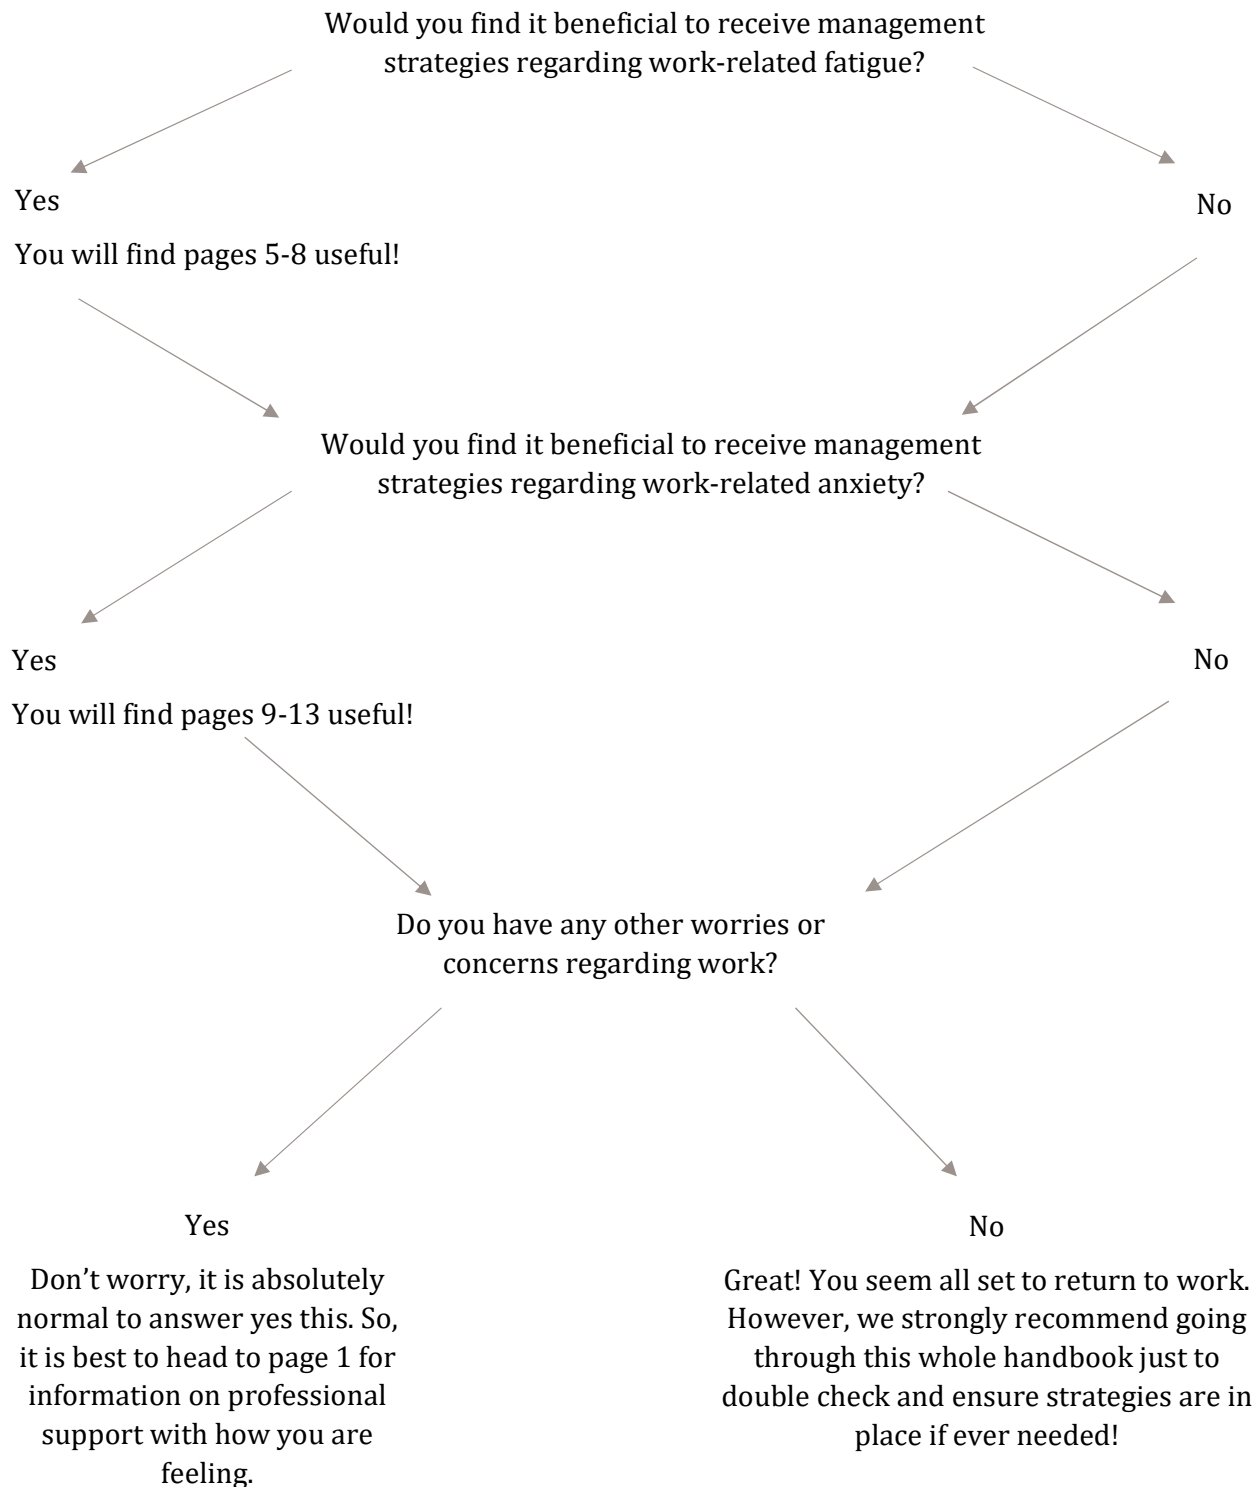 Would you find it beneficial to receive management
strategies regarding work-related fatigue?
Yes
No
You will find pages 5-8 useful!
Would you find it beneficial to receive management
strategies regarding work-related anxiety?
Yes
No
You will find pages 9-13 useful!
Do you have any other worries or
concerns regarding work?
Yes
Don’t worry, it is absolutely
normal to answer yes this. So,
it is best to head to page 1 for
information on professional
support with how you are
feeling.
No
Great! You seem all set to return to work.
However, we strongly recommend going
through this whole handbook just to
double check and ensure strategies are in
place if ever needed!